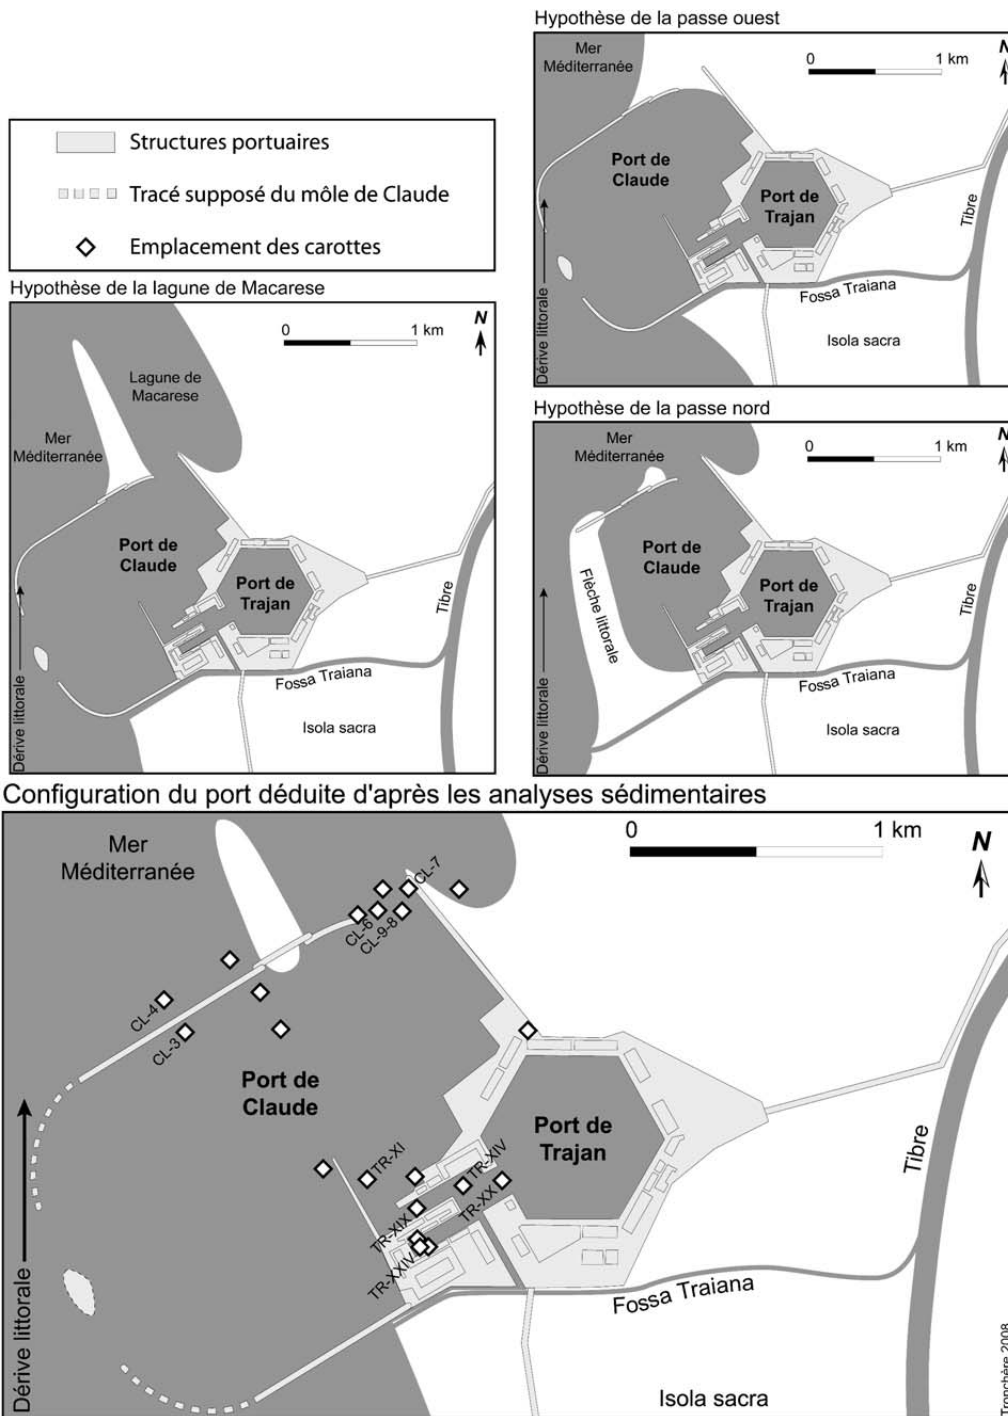 Hypothèse de la passe ouest
Mer
Méditerranée
0 1 km
N
Port de
Claude
Port de
Trajan
Tibre
Fossa Traiana
Isola sacra
Dérive littorale
Structures portuaires
Tracé supposé du môle de Claude
Emplacement des carottes
Hypothèse de la lagune de Macarese
0 1 km
N
Lagune de
Macarese
Mer
Méditerranée
Port de
Claude
Port de
Trajan
Tibre
Fossa Traiana
Isola sacra
Dérive littorale
Hypothèse de la passe nord
Mer
Méditerranée
0 1 km
N
Port de
Claude
Port de
Trajan
Flèche littorale
Tibre
Fossa Traiana
Isola sacra
Dérive littorale
Configuration du port déduite d'après les analyses sédimentaires
Mer
Méditerranée
0 1 km
N
CL-7
CL-6
CL-9-8
CL-4
CL-3
Port de
Claude
Port de
Trajan
TR-XI
TR-XIV
TR-XX
TR-XIX
TR-XXIV
Tibre
Fossa Traiana
Isola sacra
Dérive littorale
Tronchère 2008